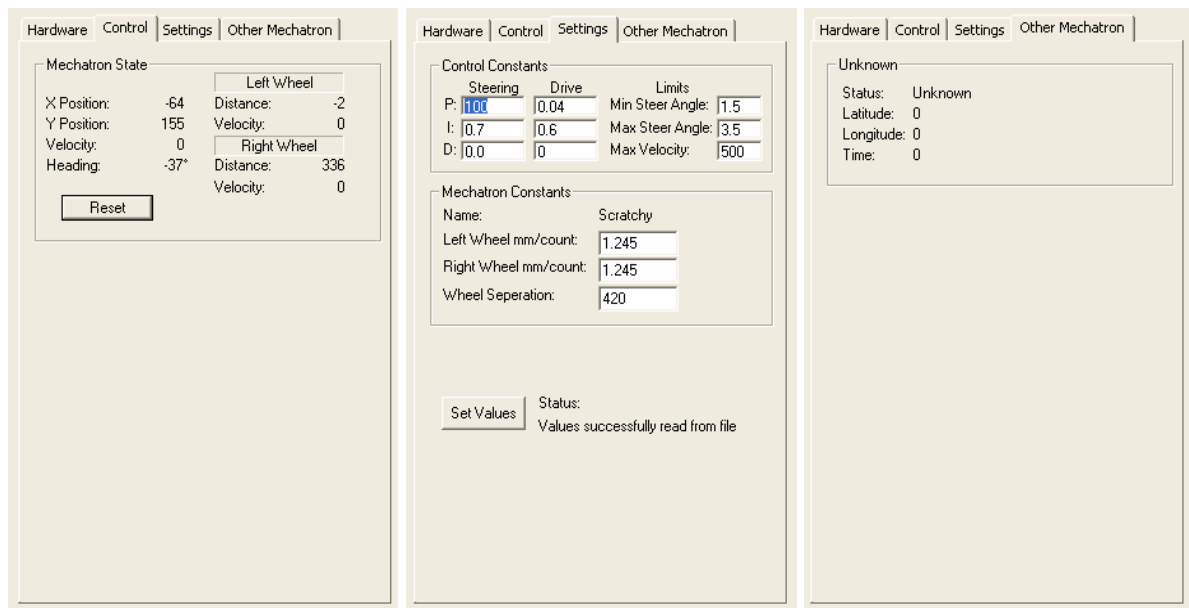 Hardware Control Settings Other Mechatron
Mechatron State
Left Wheel
X Position: -64 Distance: -2
Y Position: 155 Velocity: 0
Velocity: 0 Right Wheel
Heading: -37° Distance: 336
Velocity: 0
Reset
Hardware Control Settings Other Mechatron
Control Constants
Steering Drive Limits
P: 100 0.04 Min Steer Angle: 1.5
I: 0.7 0.6 Max Steer Angle: 3.5
D: 0.0 0 Max Velocity: 500
Mechatron Constants
Name: Scratchy
Left Wheel mm/count: 1.245
Right Wheel mm/count: 1.245
Wheel Seperation: 420
Set Values Status:
Values successfully read from file
Hardware Control Settings Other Mechatron
Unknown
Status: Unknown
Latitude: 0
Longitude: 0
Time: 0